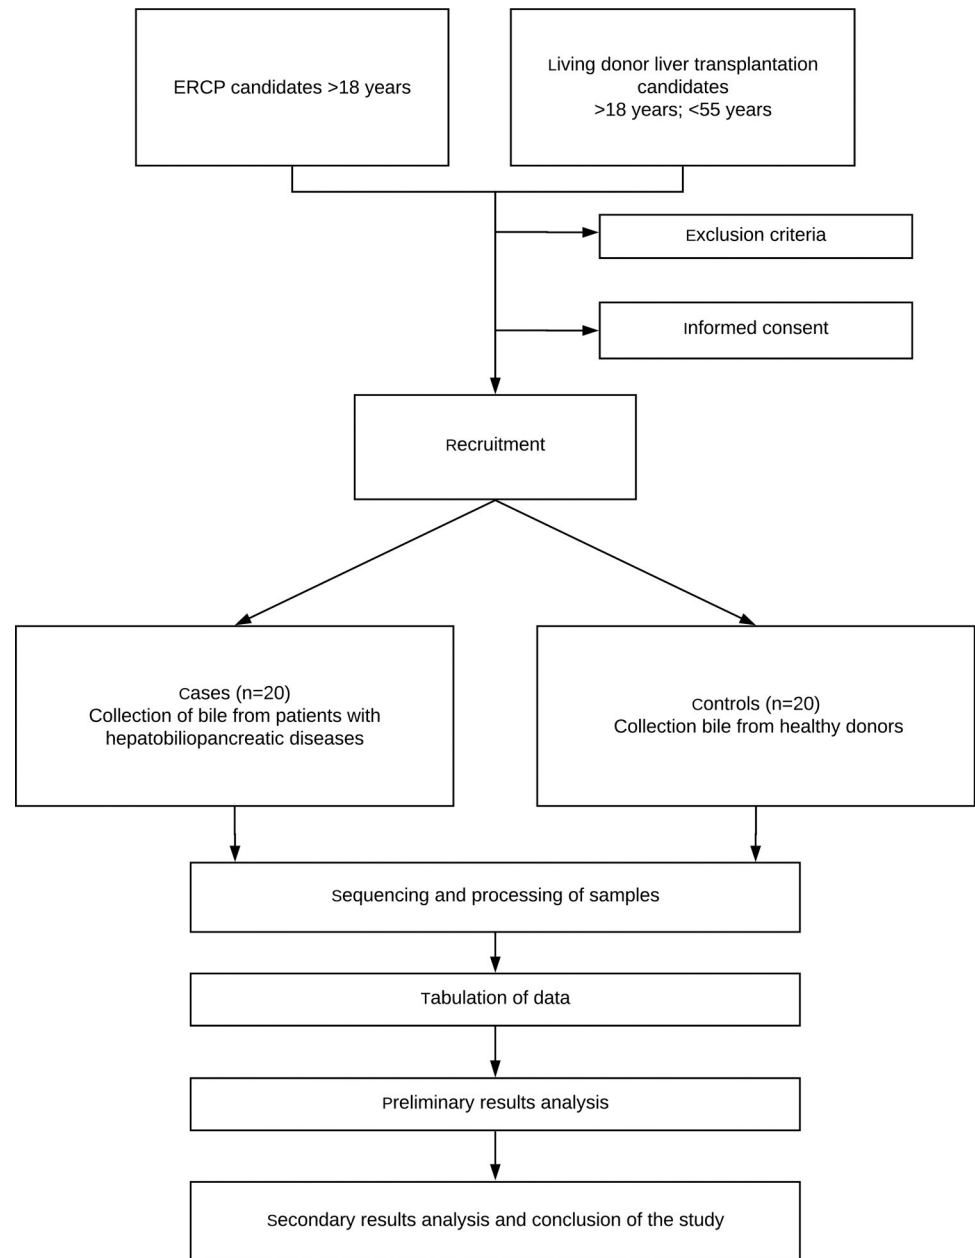 ERCP candidates >18 years
Living donor liver transplantation
candidates
>18 years; <55 years
Exclusion criteria
Informed consent
Recruitment
Cases (n=20)
Collection of bile from patients with
hepatobiliopancreatic diseases
Controls (n=20)
Collection bile from healthy donors
Sequencing and processing of samples
Tabulation of data
Preliminary results analysis
Secondary results analysis and conclusion of the study